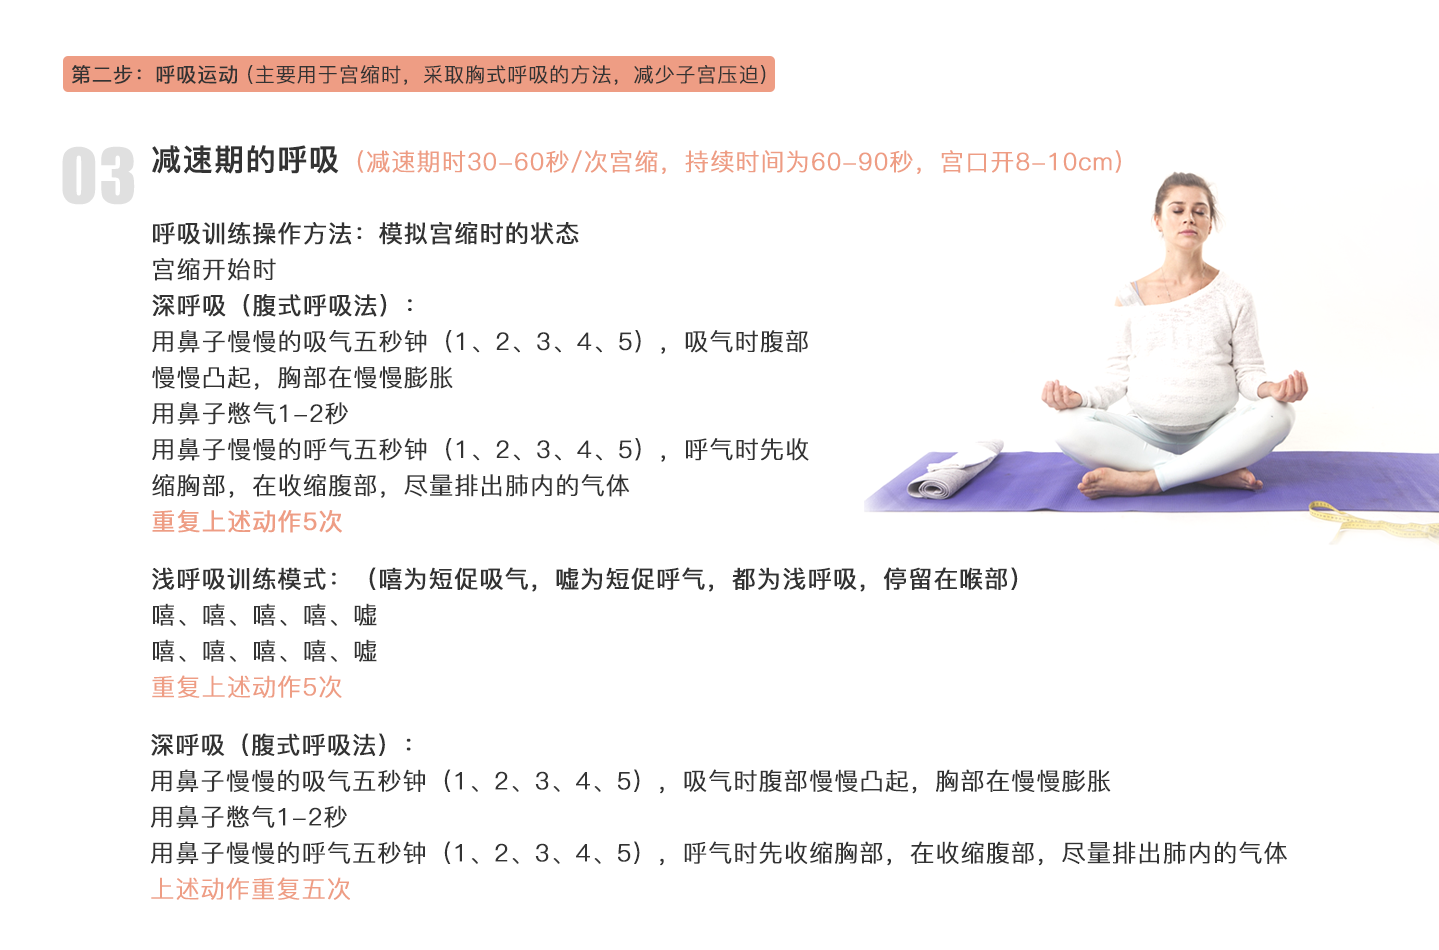 第二步：呼吸运动（主要用于宫缩时，采取胸式呼吸的方法，减少子宫压迫）
03 减速期的呼吸（减速期时30-60秒/次宫缩，持续时间为60-90秒，宫口开8-10cm）
呼吸训练操作方法：模拟宫缩时的状态
宫缩开始时
深呼吸（腹式呼吸法）：
用鼻子慢慢的吸气五秒钟（1、2、3、4、5），吸气时腹部
慢慢凸起，胸部在慢慢膨胀
用鼻子憋气1-2秒
用鼻子慢慢的呼气五秒钟（1、2、3、4、5），呼气时先收
缩胸部，在收缩腹部，尽量排出肺内的气体
重复上述动作5次
浅呼吸训练模式：（嘻为短促吸气，嘘为短促呼气，都为浅呼吸，停留在喉部）
嘻、嘻、嘻、嘻、嘘
嘻、嘻、嘻、嘻、嘘
重复上述动作5次
深呼吸（腹式呼吸法）：
用鼻子慢慢的吸气五秒钟（1、2、3、4、5），吸气时腹部慢慢凸起，胸部在慢慢膨胀
用鼻子憋气1-2秒
用鼻子慢慢的呼气五秒钟（1、2、3、4、5），呼气时先收缩胸部，在收缩腹部，尽量排出肺内的气体
上述动作重复五次